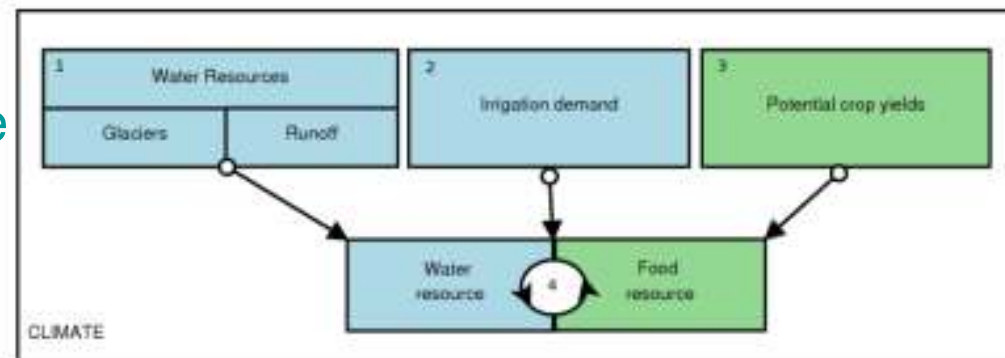 1
Water Resources
Glaciers
Runoff
2
Irrigation demand
3
Potential crop yields
e
Water
resource
4
Food
resource
CLIMATE